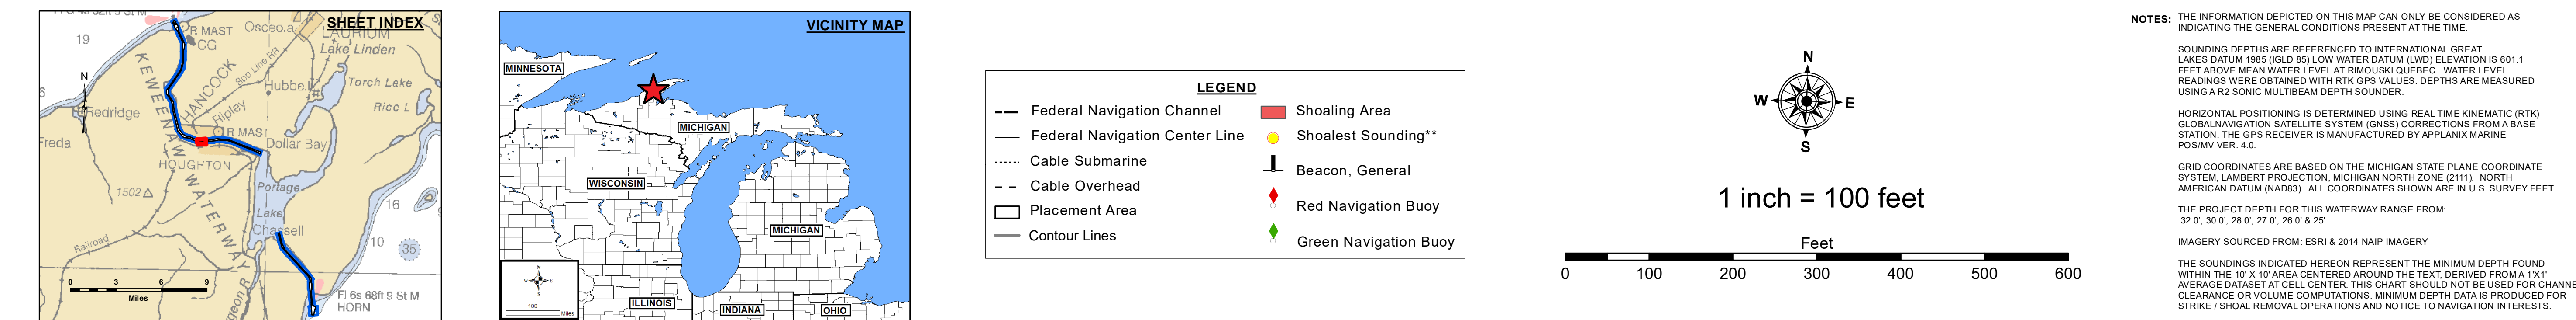 SHEET INDEX
R MAST
CG
Osceola
LAURIUM
Lake Linden
19
KEWEENAW WATERWAY
HANCOCK
Soo Line RR
Hubbell
Torch Lake
N
Redridge
Ripley
Rice L
R MAST
Freda
Dollar Bay
HOUGHTON
1502
Portage
Lake
16
Chassell
10
35
Railroad
0 3 6 9
Miles
Fl 6s 68ft 9 St M
HORN
VICINITY MAP
MINNESOTA
MICHIGAN
WISCONSIN
MICHIGAN
N
W E
S
100
Miles
ILLINOIS
INDIANA
OHIO
LEGEND
Federal Navigation Channel
Federal Navigation Center Line
Cable Submarine
Cable Overhead
Placement Area
Contour Lines
Shoaling Area
Shoalest Sounding**
Beacon, General
Red Navigation Buoy
Green Navigation Buoy
N
W E
S
1 inch = 100 feet
Feet
0 100 200 300 400 500 600
NOTES: THE INFORMATION DEPICTED ON THIS MAP CAN ONLY BE CONSIDERED AS
INDICATING THE GENERAL CONDITIONS PRESENT AT THE TIME.
SOUNDING DEPTHS ARE REFERENCED TO INTERNATIONAL GREAT
LAKES DATUM 1985 (IGLD 85) LOW WATER DATUM (LWD) ELEVATION IS 601.1
FEET ABOVE MEAN WATER LEVEL AT RIMOUSKI QUEBEC. WATER LEVEL
READINGS WERE OBTAINED WITH RTK GPS VALUES. DEPTHS ARE MEASURED
USING A R2 SONIC MULTIBEAM DEPTH SOUNDER.
HORIZONTAL POSITIONING IS DETERMINED USING REAL TIME KINEMATIC (RTK)
GLOBALNAVIGATION SATELLITE SYSTEM (GNSS) CORRECTIONS FROM A BASE
STATION. THE GPS RECEIVER IS MANUFACTURED BY APPLANIX MARINE
POS/MV VER. 4.0.
GRID COORDINATES ARE BASED ON THE MICHIGAN STATE PLANE COORDINATE
SYSTEM, LAMBERT PROJECTION, MICHIGAN NORTH ZONE (2111). NORTH
AMERICAN DATUM (NAD83). ALL COORDINATES SHOWN ARE IN U.S. SURVEY FEET.
THE PROJECT DEPTH FOR THIS WATERWAY RANGE FROM:
32.0', 30.0', 28.0', 27.0', 26.0' & 25'.
IMAGERY SOURCED FROM: ESRI & 2014 NAIP IMAGERY
THE SOUNDINGS INDICATED HEREON REPRESENT THE MINIMUM DEPTH FOUND
WITHIN THE 10' X 10' AREA CENTERED AROUND THE TEXT, DERIVED FROM A 1'X1'
AVERAGE DATASET AT CELL CENTER. THIS CHART SHOULD NOT BE USED FOR CHANNE
CLEARANCE OR VOLUME COMPUTATIONS. MINIMUM DEPTH DATA IS PRODUCED FOR
STRIKE / SHOAL REMOVAL OPERATIONS AND NOTICE TO NAVIGATION INTERESTS.